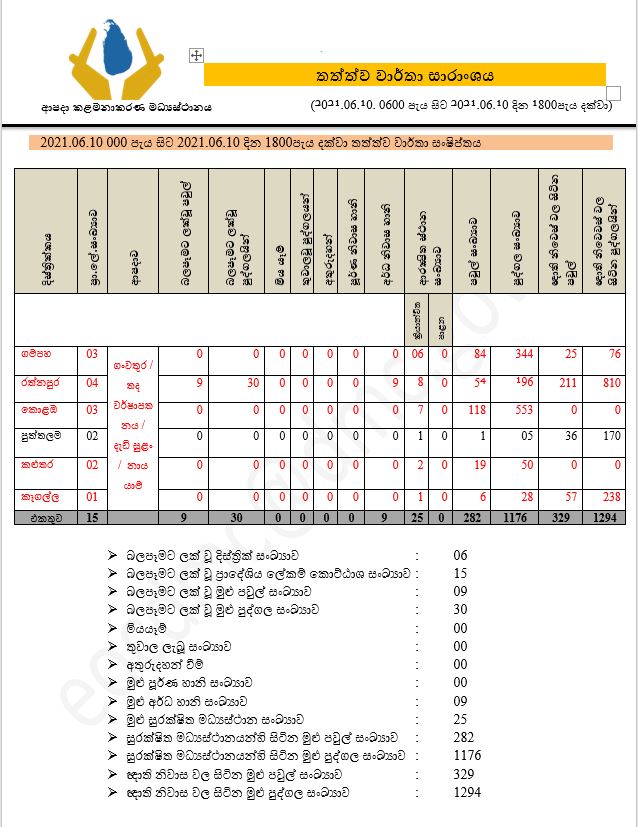 තත්ත්ව වාර්තා සාරාංශය
ආපදා කළමනාකරණ මධ්‍යස්ථානය
(2021.06.10. 0600 පැය සිට 2021.06.10 දින 1800පැය දක්වා)
2021.06.10 000 පැය සිට 2021.06.10 දින 1800පැය දක්වා තත්ත්ව වාර්තා සංෂිප්තය
දිස්ත්‍රික්කය ප්‍රා.ලේ.සංඛ්‍යාව ආපදාව බලපෑමට ලක්වූ පවුල් බලපෑමට ලක්වූ පුද්ගලයින් මිය යෑම් තුවාලවූ පුද්ගලයන් අතුරුදහන් පූර්ණ නිවාස හානි අර්ධ නිවාස හානි ආරක්‍ෂිත ස්ථාන සංඛ්‍යාව පවුල් සංඛ්‍යාව පුද්ගල සංඛ්‍යාව ඥාති නිවෙස් වල සිටින පවුල් ඥාති නිවෙස් වල සිටින පුද්ගලයින්
ක්‍රියාත්මක පාලන
ගම්පහ 03 0 0 0 0 0 0 0 06 0 84 344 25 76
රත්නපුර 04 9 30 0 0 0 0 9 8 0 54 196 211 810
කොළඹ 03 0 0 0 0 0 0 0 7 0 118 553 0 0
පුත්තලම 02 0 0 0 0 0 0 0 1 0 1 05 36 170
කළුතර 02 0 0 0 0 0 0 0 2 0 19 50 0 0
කෑගල්ල 01 0 0 0 0 0 0 0 1 0 6 28 57 238
ගංවතුර /
තද
වර්ෂාපත
නය /
දැඩි සුළං
/ නාය
යාම්
එකතුව 15 9 30 0 0 0 0 9 25 0 282 1176 329 1294
➢ බලපෑමට ලක් වූ දිස්ත්‍රික් සංඛ්‍යාව : 06
➢ බලපෑමට ලක් වූ ප්‍රාදේශිය ලේකම් කොට්ඨාශ සංඛ්‍යාව : 15
➢ බලපෑමට ලක් වූ මුළු පවුල් සංඛ්‍යාව : 09
➢ බලපෑමට ලක් වූ මුළු පුද්ගල සංඛ්‍යාව : 30
➢ මියයෑම් : 00
➢ තුවාල ලැබූ සංඛ්‍යාව : 00
➢ අතුරුදහන් වීම් : 00
➢ මුළු පූර්ණ හානි සංඛ්‍යාව : 00
➢ මුළු අර්ධ හානි සංඛ්‍යාව : 09
➢ මුළු සුරක්ෂිත මධ්‍යස්ථාන සංඛ්‍යාව : 25
➢ සුරක්ෂිත මධ්‍යස්ථානයන්හි සිටින මුළු පවුල් සංඛ්‍යාව : 282
➢ සුරක්ෂිත මධ්‍යස්ථානයන්හි සිටින මුළු පුද්ගල සංඛ්‍යාව : 1176
➢ ඥාති නිවාස වල සිටින මුළු පවුල් සංඛ්‍යාව : 329
➢ ඥාති නිවාස වල සිටින මුළු පුද්ගල සංඛ්‍යාව : 1294